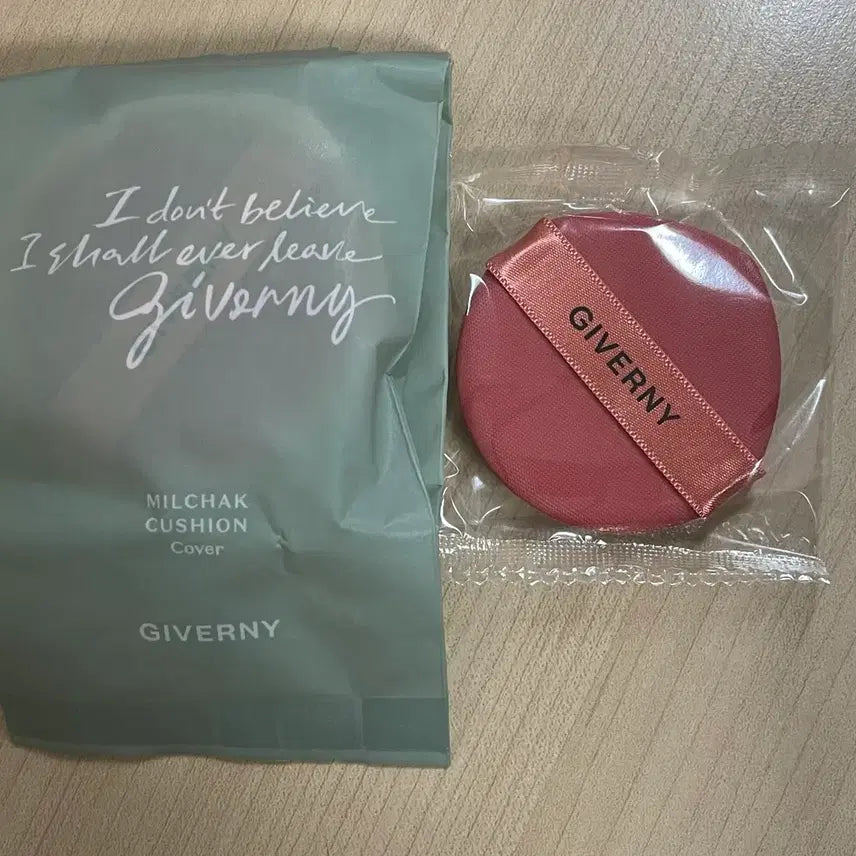 I don't believe
I shall ever leave
Giverny
MILCHAK
CUSHION
Cover
GIVERNY
GIVERNY